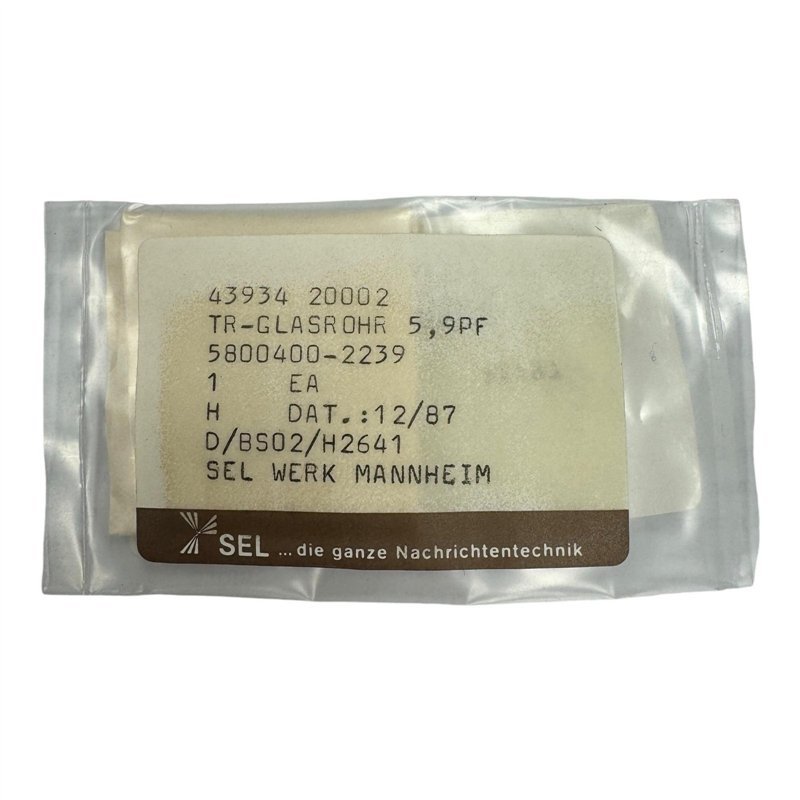 43934 20002
TR-GLASROHR 5,9PF
5800400-2239
1 EA
H DAT.:12/87
D/BS02/H2641
SEL WERK MANNHEIM
SEL ...die ganze Nachrichtentechnik